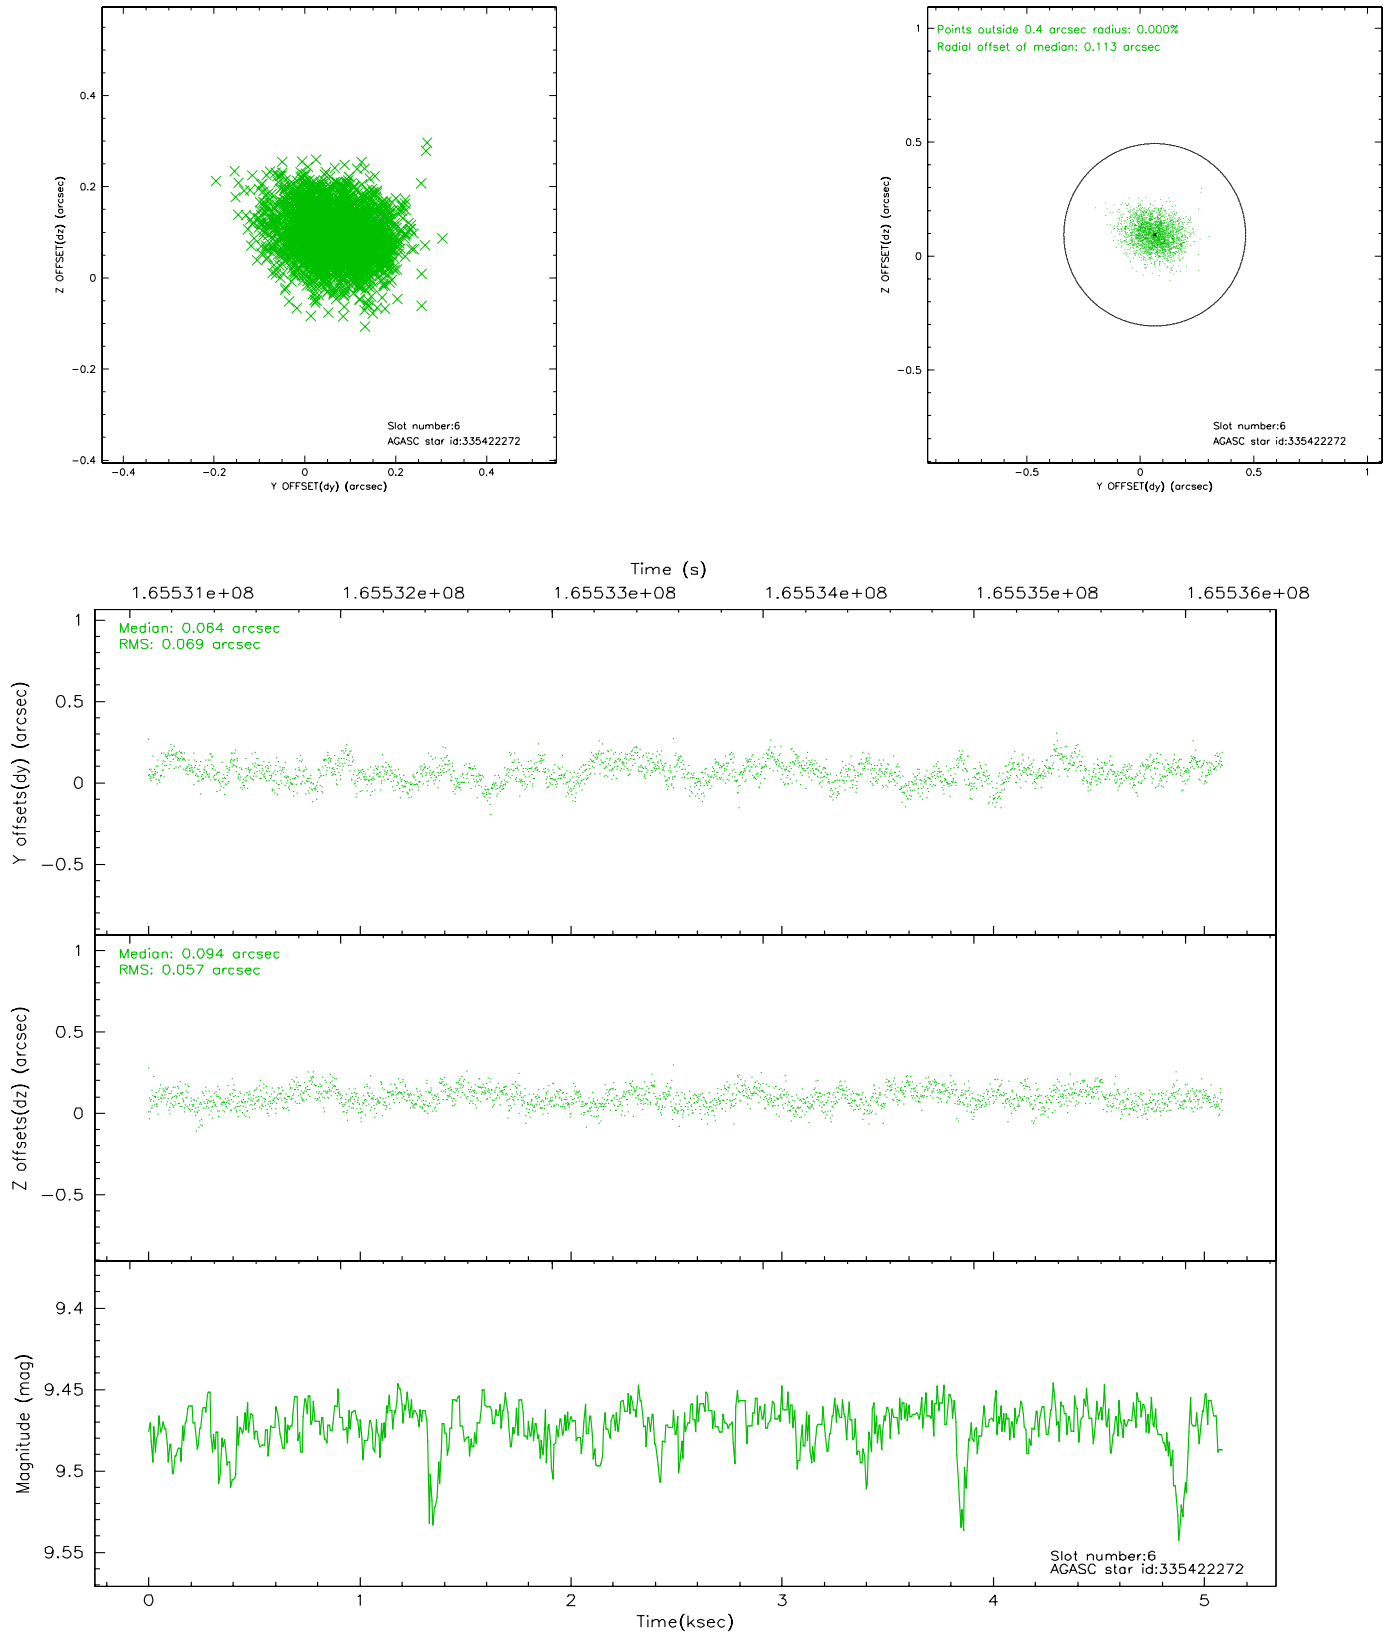 0.4
0.2
0
−0.2
−0.4
Z OFFSET(dz) (arcsec)
−0.4 −0.2 0 0.2 0.4
Y OFFSET(dy) (arcsec)
Slot number:6
AGASC star id:335422272
Points outside 0.4 arcsec radius: 0.000%
Radial offset of median: 0.113 arcsec
1
0.5
0
−0.5
Z OFFSET(dz) (arcsec)
−0.5 0 0.5 1
Y OFFSET(dy) (arcsec)
Slot number:6
AGASC star id:335422272
Time (s)
1.65531e+08 1.65532e+08 1.65533e+08 1.65534e+08 1.65535e+08 1.65536e+08
Median: 0.064 arcsec
RMS: 0.069 arcsec
1
0.5
0
−0.5
Y offsets(dy) (arcsec)
Median: 0.094 arcsec
RMS: 0.057 arcsec
1
0.5
0
−0.5
Z offsets(dz) (arcsec)
9.4
9.45
9.5
9.55
Magnitude (mag)
Slot number:6
AGASC star id:335422272
0 1 2 3 4 5
Time(ksec)